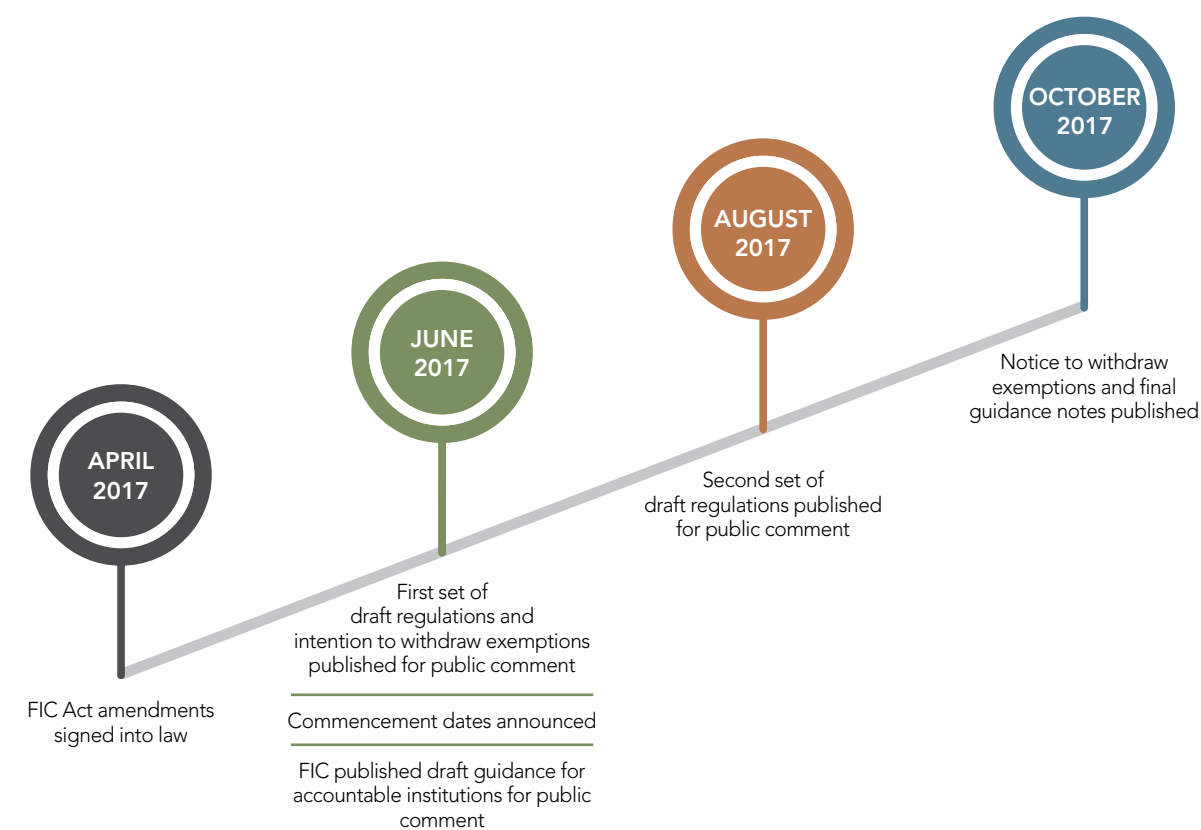 APRIL
2017
FIC Act amendments
signed into law
JUNE
2017
First set of
draft regulations and
intention to withdraw exemptions
published for public comment
Commencement dates announced
FIC published draft guidance for
accountable institutions for public
comment
AUGUST
2017
Second set of
draft regulations published
for public comment
OCTOBER
2017
Notice to withdraw
exemptions and final
guidance notes published